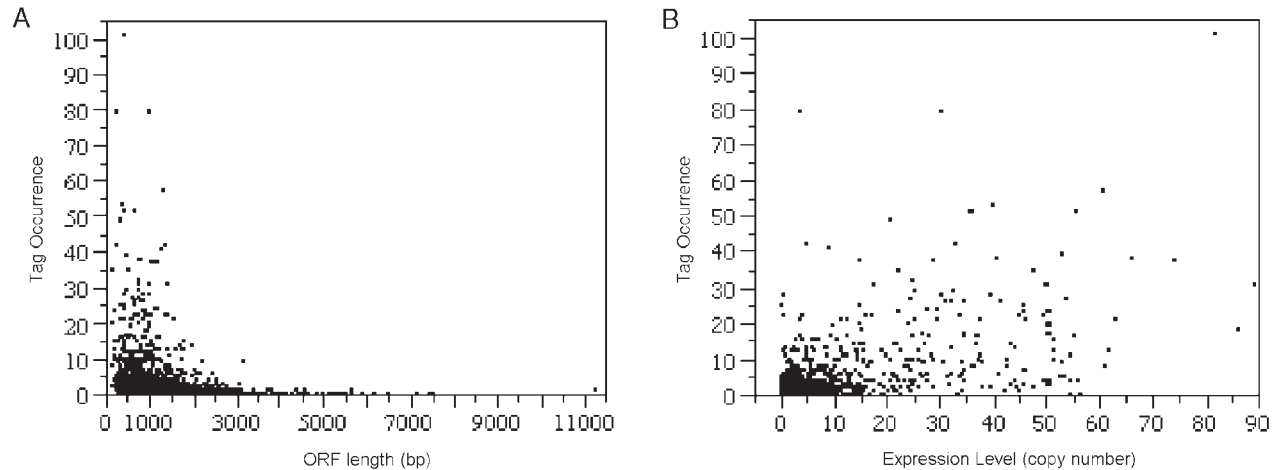 A
B
Tag Occurrence
100
90
80
70
60
50
40
30
20
10
0
0 1000 3000 5000 7000 9000 11000
ORF length (bp)
Tag Occurrence
100
90
80
70
60
50
40
30
20
10
0
0 10 20 30 40 50 60 70 80 90
Expression Level (copy number)